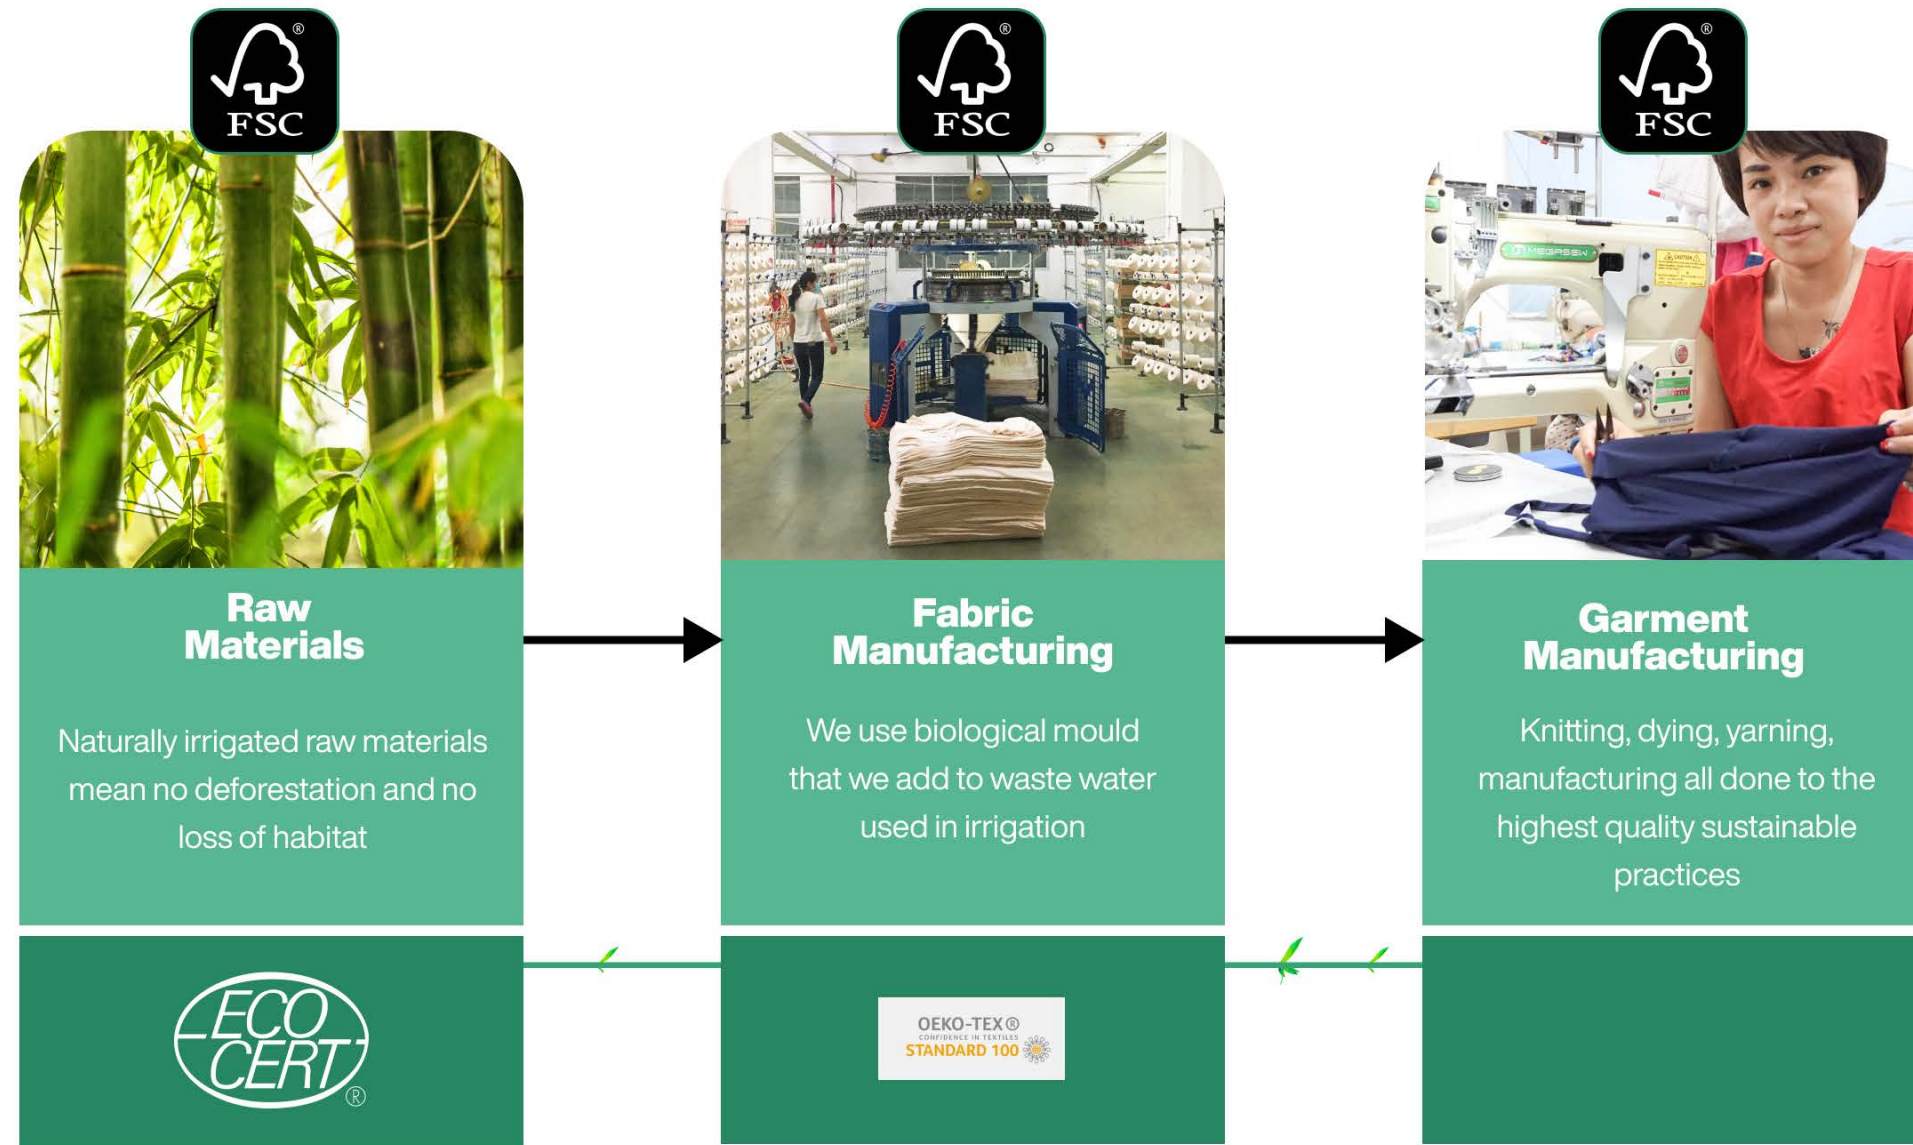 ®
FSC
®
FSC
®
FSC
MEGASEW
CAUTION
Raw
Materials
Naturally irrigated raw materials
mean no deforestation and no
loss of habitat
Fabric
Manufacturing
We use biological mould
that we add to waste water
used in irrigation
Garment
Manufacturing
Knitting, dying, yarning,
manufacturing all done to the
highest quality sustainable
practices
ECO
CERT
®
OEKO-TEX®
CONFIDENCE IN TEXTILES
STANDARD 100